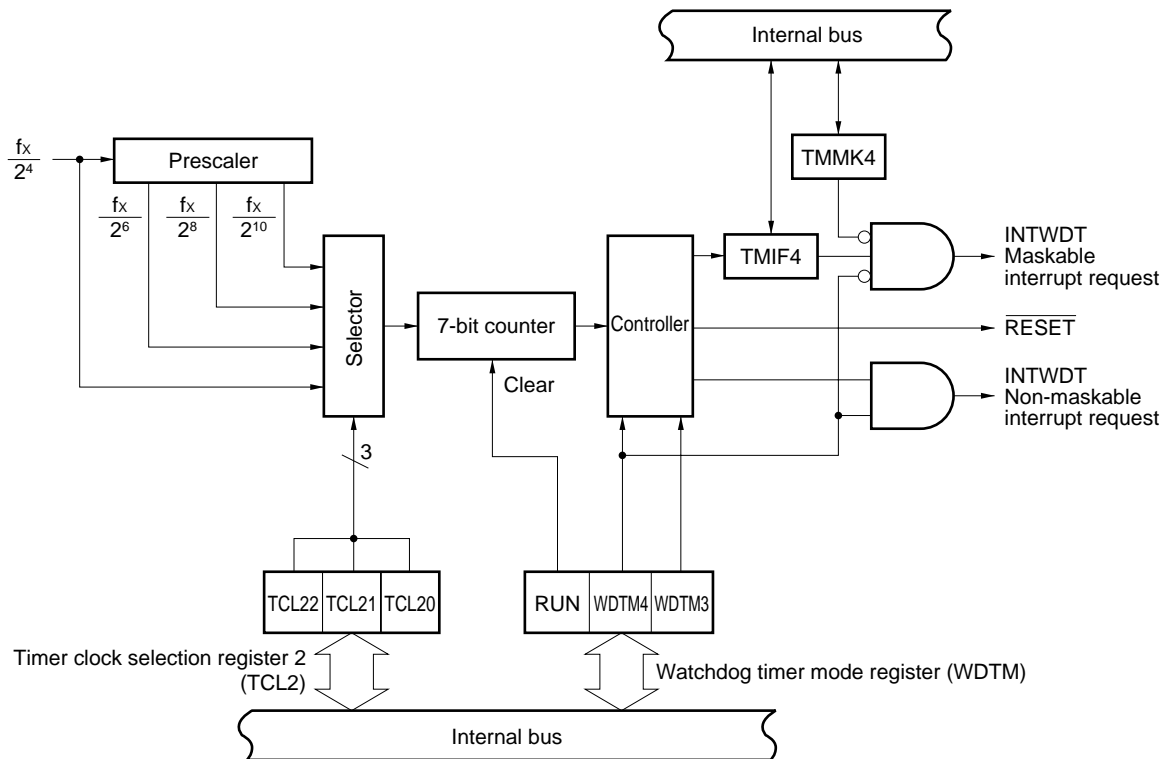 Internal bus
fX
2⁴
Prescaler
TMMK4
fX
2⁶
fX
2⁸
fX
2¹⁰
INTWDT
Maskable
interrupt request
TMIF4
Selector
7-bit counter
Controller
RESET
Clear
INTWDT
Non-maskable
interrupt request
3
TCL22 TCL21 TCL20
RUN WDTM4 WDTM3
Timer clock selection register 2
(TCL2)
Watchdog timer mode register (WDTM)
Internal bus